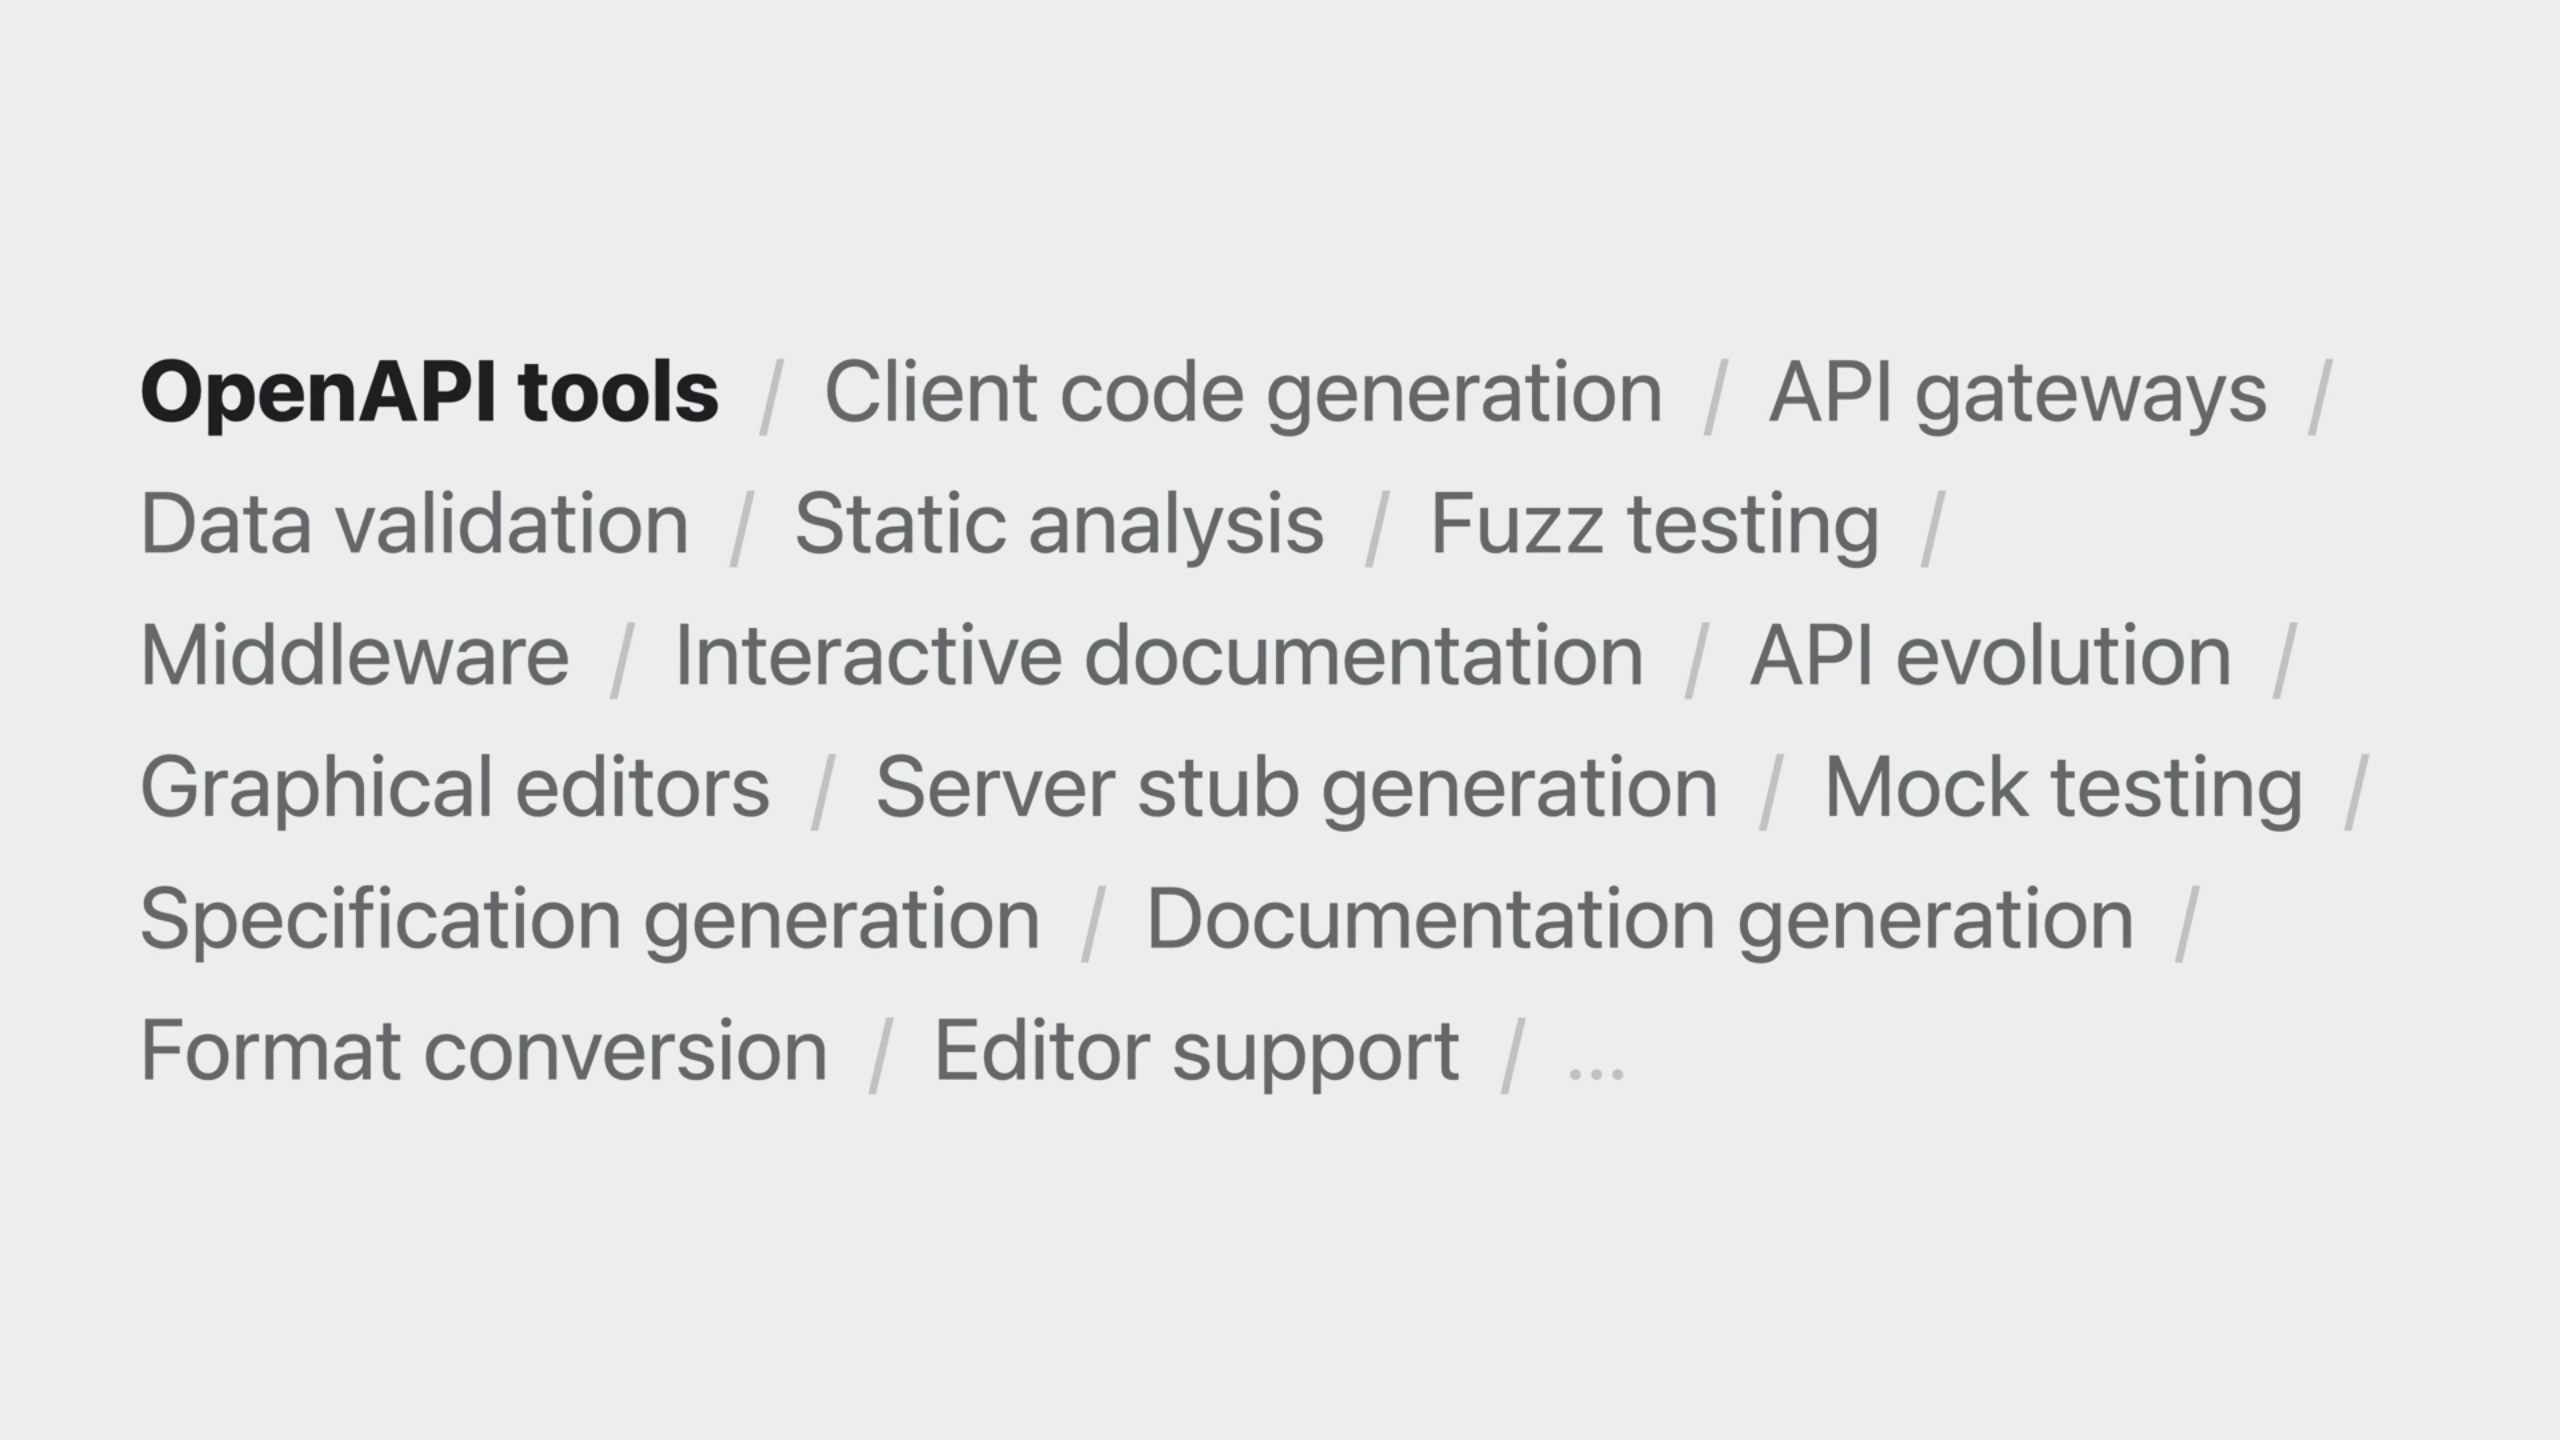 OpenAPI tools / Client code generation / API gateways /
Data validation / Static analysis / Fuzz testing /
Middleware / Interactive documentation / API evolution /
Graphical editors / Server stub generation / Mock testing /
Specification generation / Documentation generation /
Format conversion / Editor support / ...